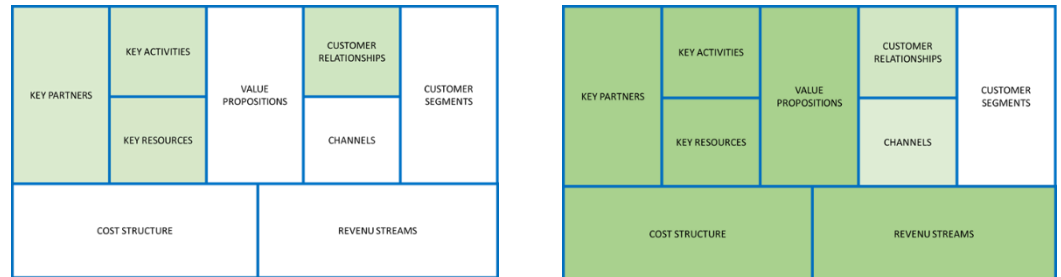 KEY PARTNERS
KEY ACTIVITIES
KEY RESOURCES
VALUE
PROPOSITIONS
CUSTOMER
RELATIONSHIPS
CHANNELS
CUSTOMER
SEGMENTS
COST STRUCTURE
REVENU STREAMS
KEY PARTNERS
KEY ACTIVITIES
KEY RESOURCES
VALUE
PROPOSITIONS
CUSTOMER
RELATIONSHIPS
CHANNELS
CUSTOMER
SEGMENTS
COST STRUCTURE
REVENU STREAMS